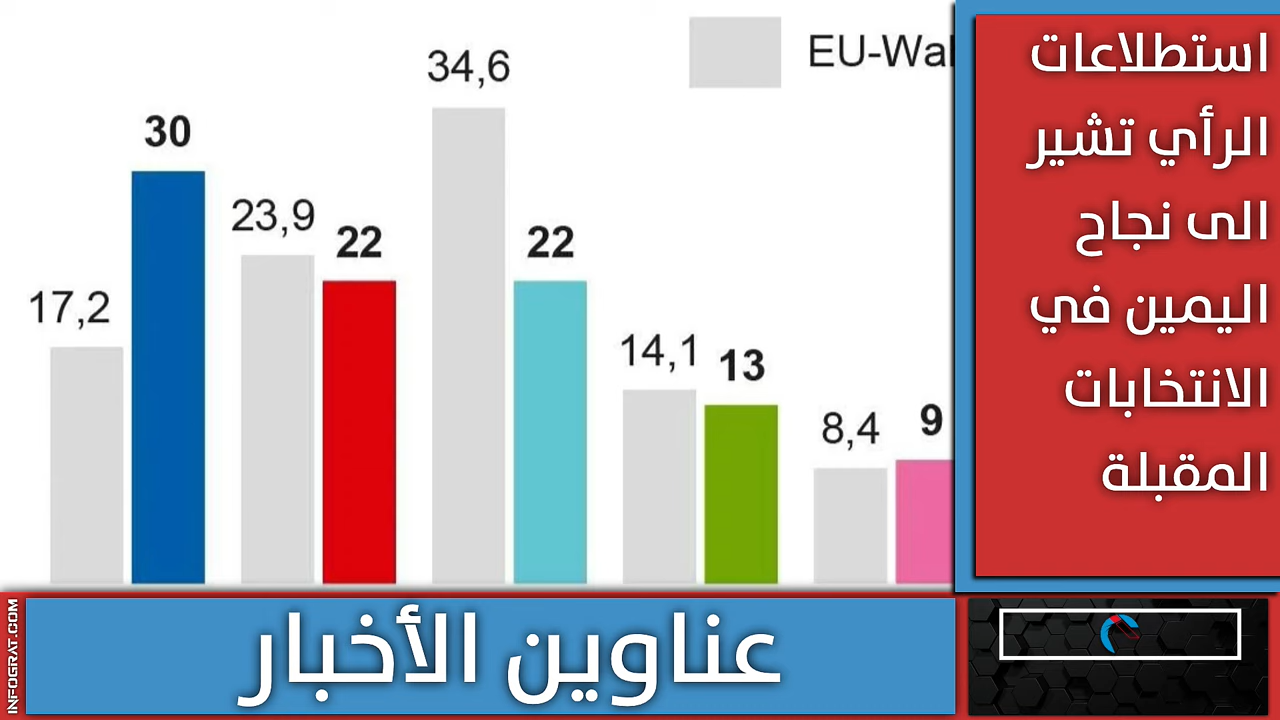 EU-Wal
34,6
30
23,9
22
22
17,2
14,1
13
8,4
9
استطلاعات
الرأي تشير
الى نجاح
اليمين في
الانتخابات
المقبلة
عناوين الأخبار
INFOGRAT.COM